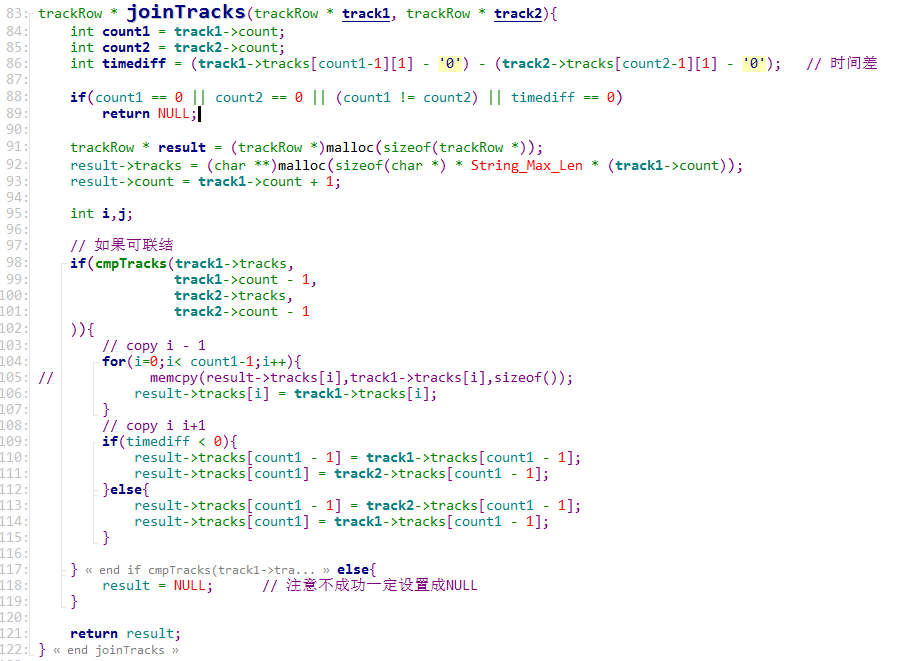 83: trackRow * joinTracks(trackRow * track1, trackRow * track2){
84:     int count1 = track1->count;
85:     int count2 = track2->count;
86:     int timediff = (track1->tracks[count1-1][1] - '0') - (track2->tracks[count2-1][1] - '0');   // 时间差
87:
88:     if(count1 == 0 || count2 == 0 || (count1 != count2) || timediff == 0)
89:         return NULL;
90:
91:     trackRow * result = (trackRow *)malloc(sizeof(trackRow *));
92:     result->tracks = (char **)malloc(sizeof(char *) * String_Max_Len * (track1->count));
93:     result->count = track1->count + 1;
94:
95:     int i,j;
96:
97:     // 如果可联结
98:     if(cmpTracks(track1->tracks,
99:                  track1->count - 1,
100:                  track2->tracks,
101:                  track2->count - 1
102:     )){
103:         // copy i - 1
104:         for(i=0;i< count1-1;i++){
105: //            memcpy(result->tracks[i],track1->tracks[i],sizeof());
106:             result->tracks[i] = track1->tracks[i];
107:         }
108:         // copy i i+1
109:         if(timediff < 0){
110:             result->tracks[count1 - 1] = track1->tracks[count1 - 1];
111:             result->tracks[count1] = track2->tracks[count1 - 1];
112:         }else{
113:             result->tracks[count1 - 1] = track2->tracks[count1 - 1];
114:             result->tracks[count1] = track1->tracks[count1 - 1];
115:         }
116:
117:     } « end if cmpTracks(track1->tra... » else{
118:         result = NULL;      // 注意不成功一定设置成NULL
119:     }
120:
121:     return result;
122: } « end joinTracks »